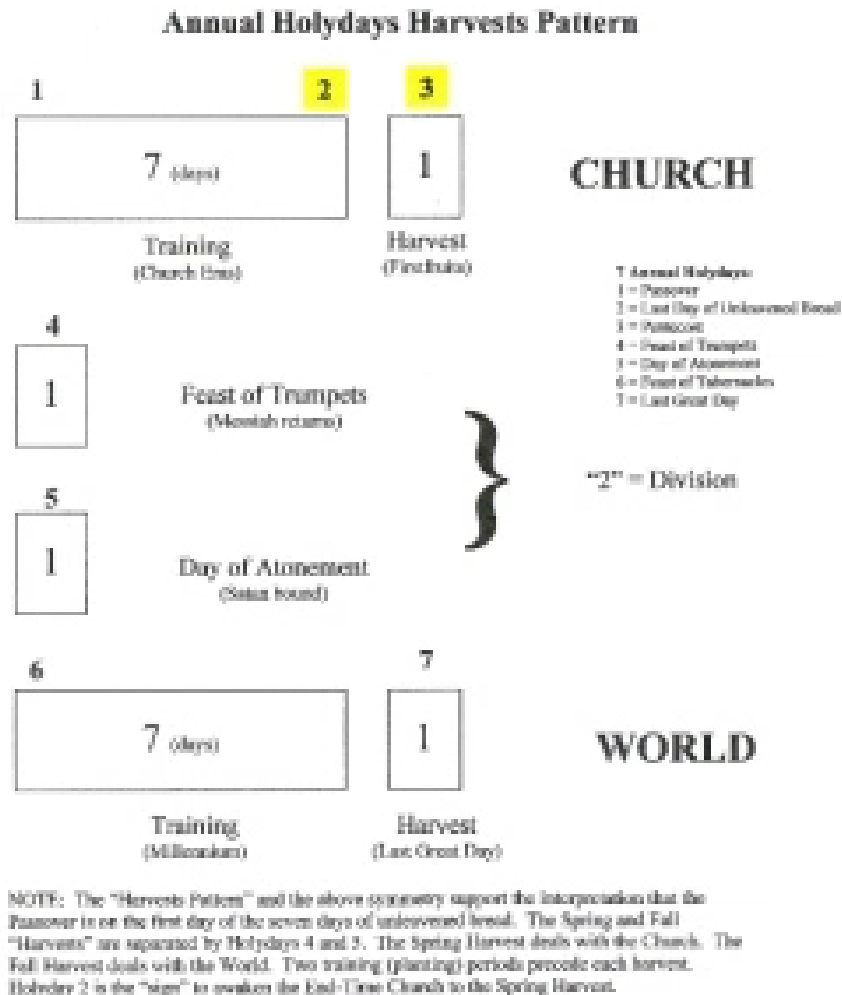 Annual Holydays Harvests Pattern
1 2 3
7 (days) 1 CHURCH
Training Harvest
(Church Eras) (Firstfruits)
7 Annual Holydays:
1 = Passover
2 = Last Day of Unleavened Bread
3 = Pentecost
4 = Feast of Trumpets
5 = Day of Atonement
6 = Feast of Tabernacles
7 = Last Great Day
4
1 Feast of Trumpets
(Messiah returns)
"2" = Division
5
1 Day of Atonement
(Satan bound)
6 7
7 (days) 1 WORLD
Training Harvest
(Millennium) (Last Great Day)
NOTE: The "Harvests Pattern" and the above symmetry support the interpretation that the
Passover is on the first day of the seven days of unleavened bread. The Spring and Fall
"Harvests" are separated by Holydays 4 and 5. The Spring Harvest deals with the Church. The
Fall Harvest deals with the World. Two training (planting) periods precede each harvest.
Holyday 2 is the "sign" to awaken the End-Time Church to the Spring Harvest.